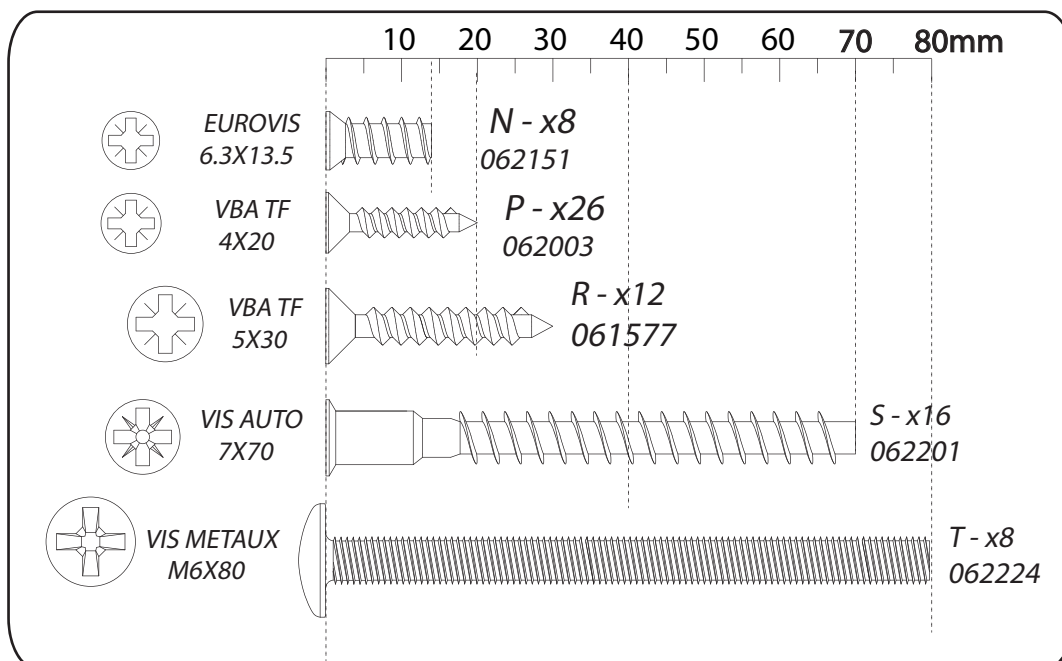 10 20 30 40 50 60 70 80mm
EUROVIS
6.3X13.5
N - x8
062151
VBA TF
4X20
P - x26
062003
VBA TF
5X30
R - x12
061577
VIS AUTO
7X70
S - x16
062201
VIS METAUX
M6X80
T - x8
062224